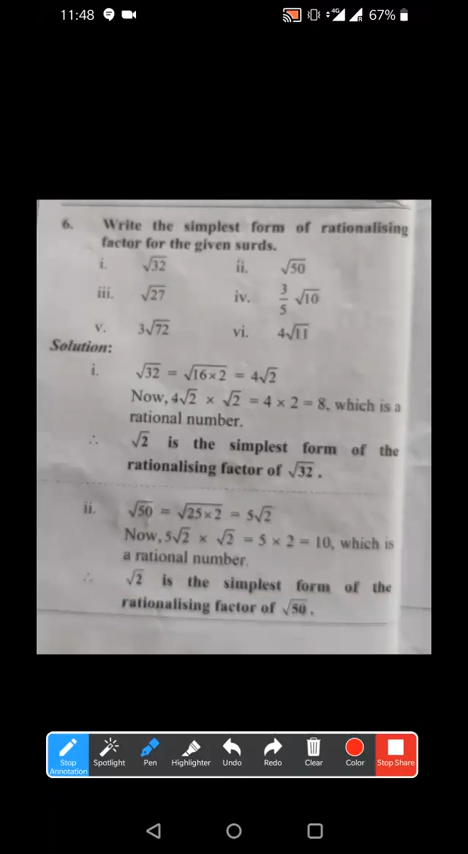 11:48 4G R 67%
6. Write the simplest form of rationalising
factor for the given surds.
i. √32 ii. √50
iii. √27 iv. 3/5 √10
v. 3√72 vi. 4√11
Solution:
i. √32 = √16×2 = 4√2
Now, 4√2 × √2 = 4 × 2 = 8, which is a
rational number.
∴ √2 is the simplest form of the
rationalising factor of √32 .
ii. √50 = √25×2 = 5√2
Now, 5√2 × √2 = 5 × 2 = 10, which is
a rational number.
∴ √2 is the simplest form of the
rationalising factor of √50 .
Stop Annotation Spotlight Pen Highlighter Undo Redo Clear Color Stop Share